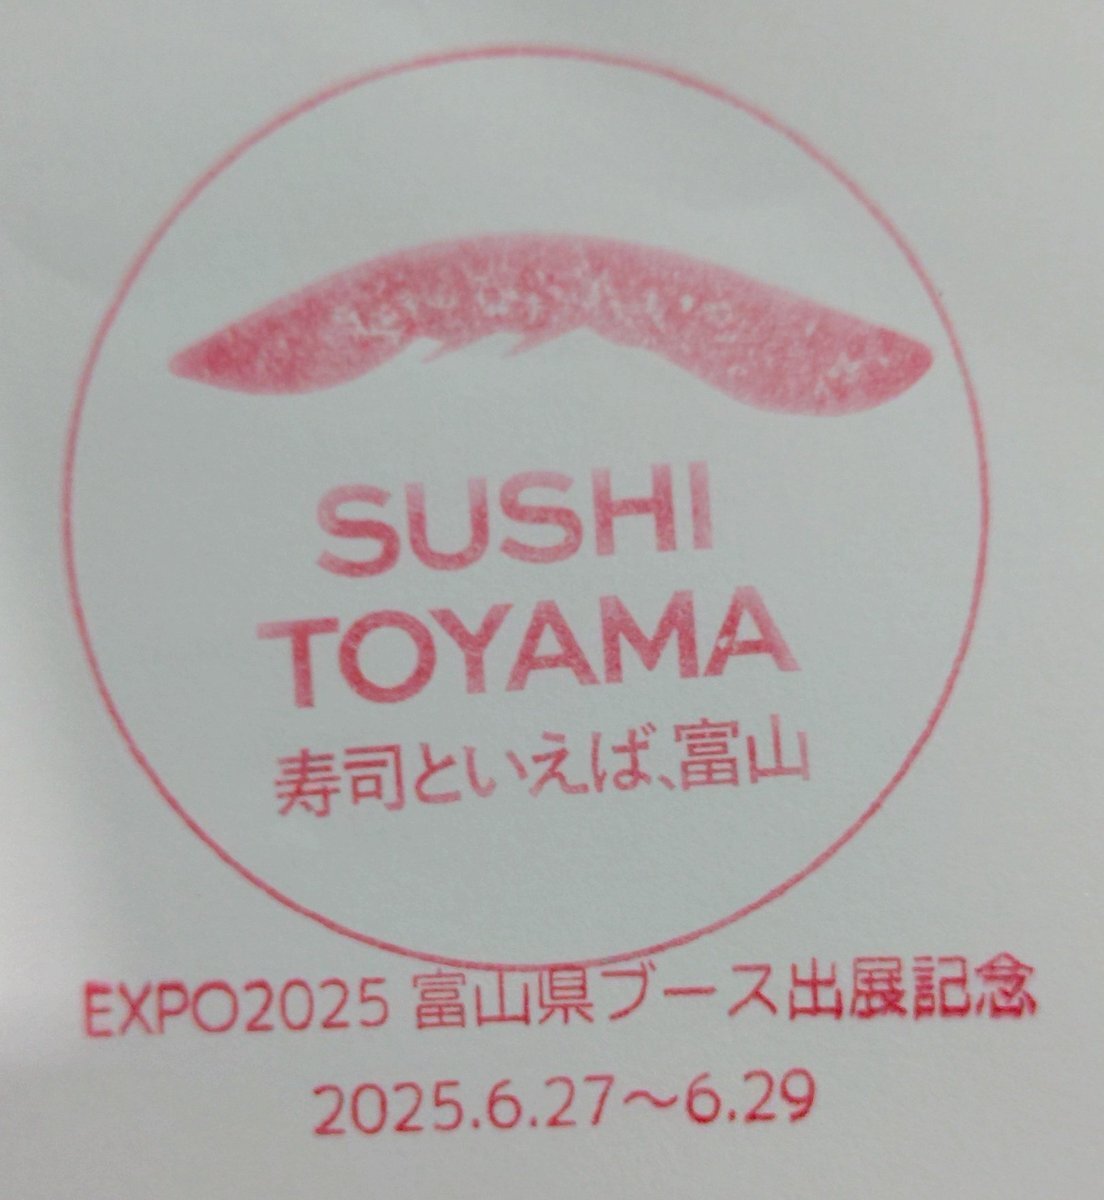 SUSHI
TOYAMA
寿司といえば、富山
EXPO2025 富山県ブース出展記念
2025.6.27～6.29